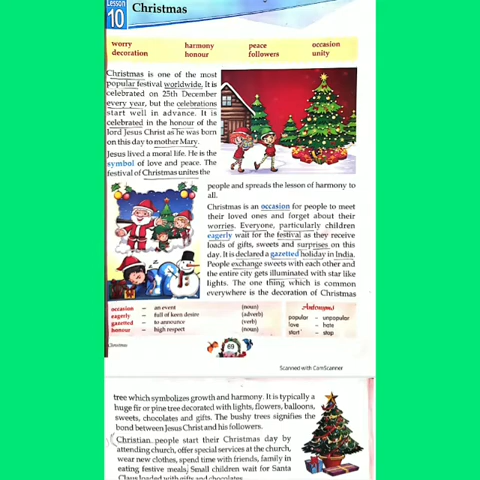 Lesson
10
Christmas
worry harmony peace occasion
decoration honour followers unity
Christmas is one of the most
popular festival worldwide. It is
celebrated on 25th December
every year, but the celebrations
start well in advance. It is
celebrated in the honour of the
lord Jesus Christ as he was born
on this day to mother Mary.
Jesus lived a moral life. He is the
symbol of love and peace. The
festival of Christmas unites the
people and spreads the lesson of harmony to
all.
Christmas is an occasion for people to meet
their loved ones and forget about their
worries. Everyone, particularly children
eagerly wait for the festival as they receive
loads of gifts, sweets and surprises on this
day. It is declared a gazetted holiday in India.
People exchange sweets with each other and
the entire city gets illuminated with star like
lights. The one thing which is common
everywhere is the decoration of Christmas
occasion – an event (noun)
eagerly – full of keen desire (adverb)
gazetted – to announce (verb)
honour – high respect (noun)
Antonyms
popular – unpopular
love – hate
start – stop
Christmas
69
Scanned with CamScanner
tree which symbolizes growth and harmony. It is typically a
huge fir or pine tree decorated with lights, flowers, balloons,
sweets, chocolates and gifts. The bushy trees signifies the
bond between Jesus Christ and his followers.
Christian people start their Christmas day by
attending church, offer special services at the church,
wear new clothes, spend time with friends, family in
eating festive meals. Small children wait for Santa
Claus loaded with gifts and chocolates.